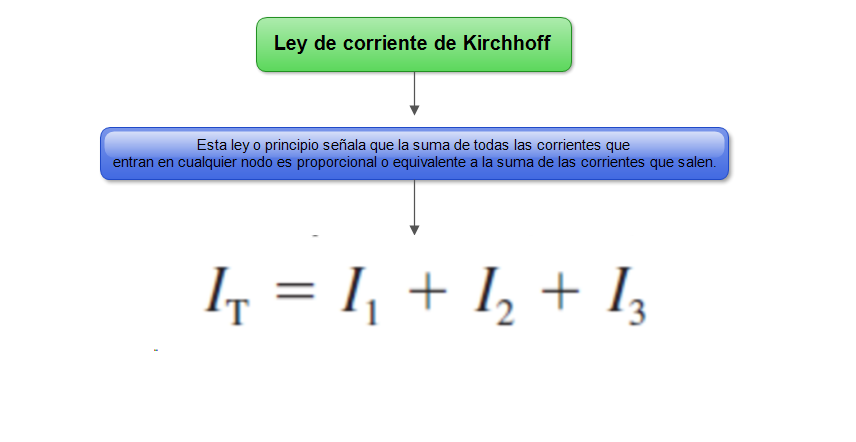 Ley de corriente de Kirchhoff
Esta ley o principio señala que la suma de todas las corrientes que
entran en cualquier nodo es proporcional o equivalente a la suma de las corrientes que salen.
I_T = I_1 + I_2 + I_3